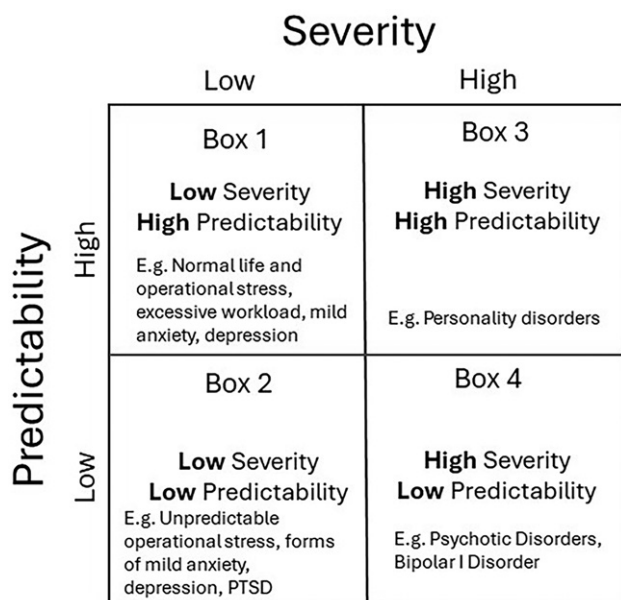 Severity
Low
High
Predictability
High
Box 1
Low Severity
High Predictability
E.g. Normal life and
operational stress,
excessive workload, mild
anxiety, depression
Box 3
High Severity
High Predictability
E.g. Personality disorders
Low
Box 2
Low Severity
Low Predictability
E.g. Unpredictable
operational stress, forms
of mild anxiety,
depression, PTSD
Box 4
High Severity
Low Predictability
E.g. Psychotic Disorders,
Bipolar I Disorder